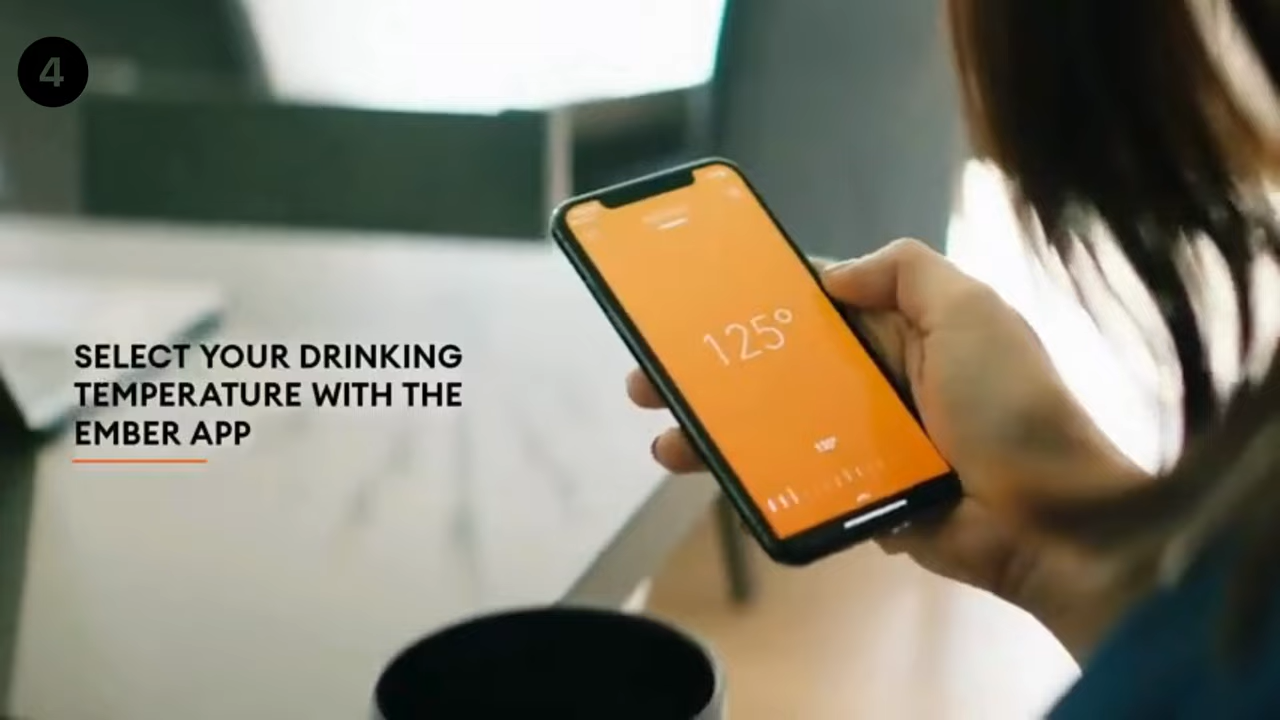 4
SELECT YOUR DRINKING
TEMPERATURE WITH THE
EMBER APP
125°